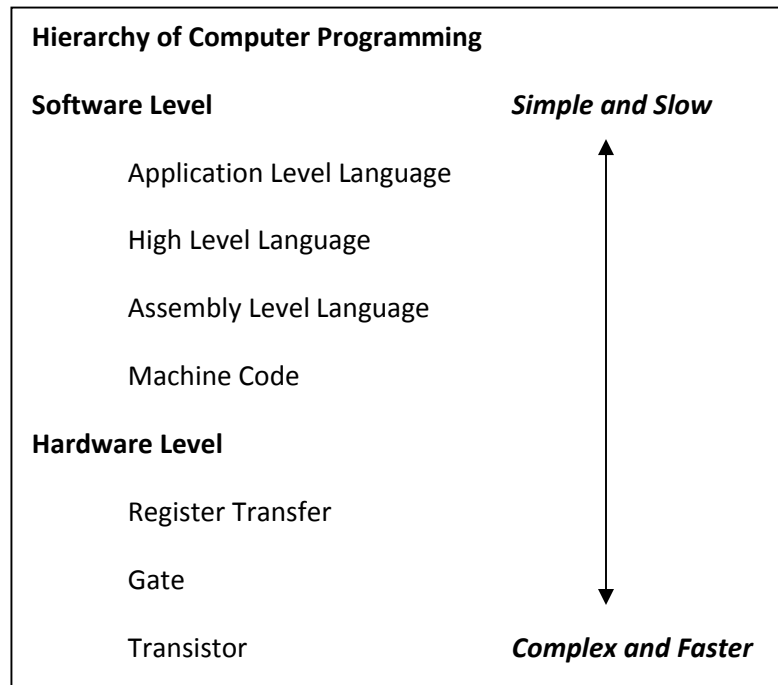 Hierarchy of Computer Programming
Software Level Simple and Slow
Application Level Language
High Level Language
Assembly Level Language
Machine Code
Hardware Level
Register Transfer
Gate
Transistor Complex and Faster